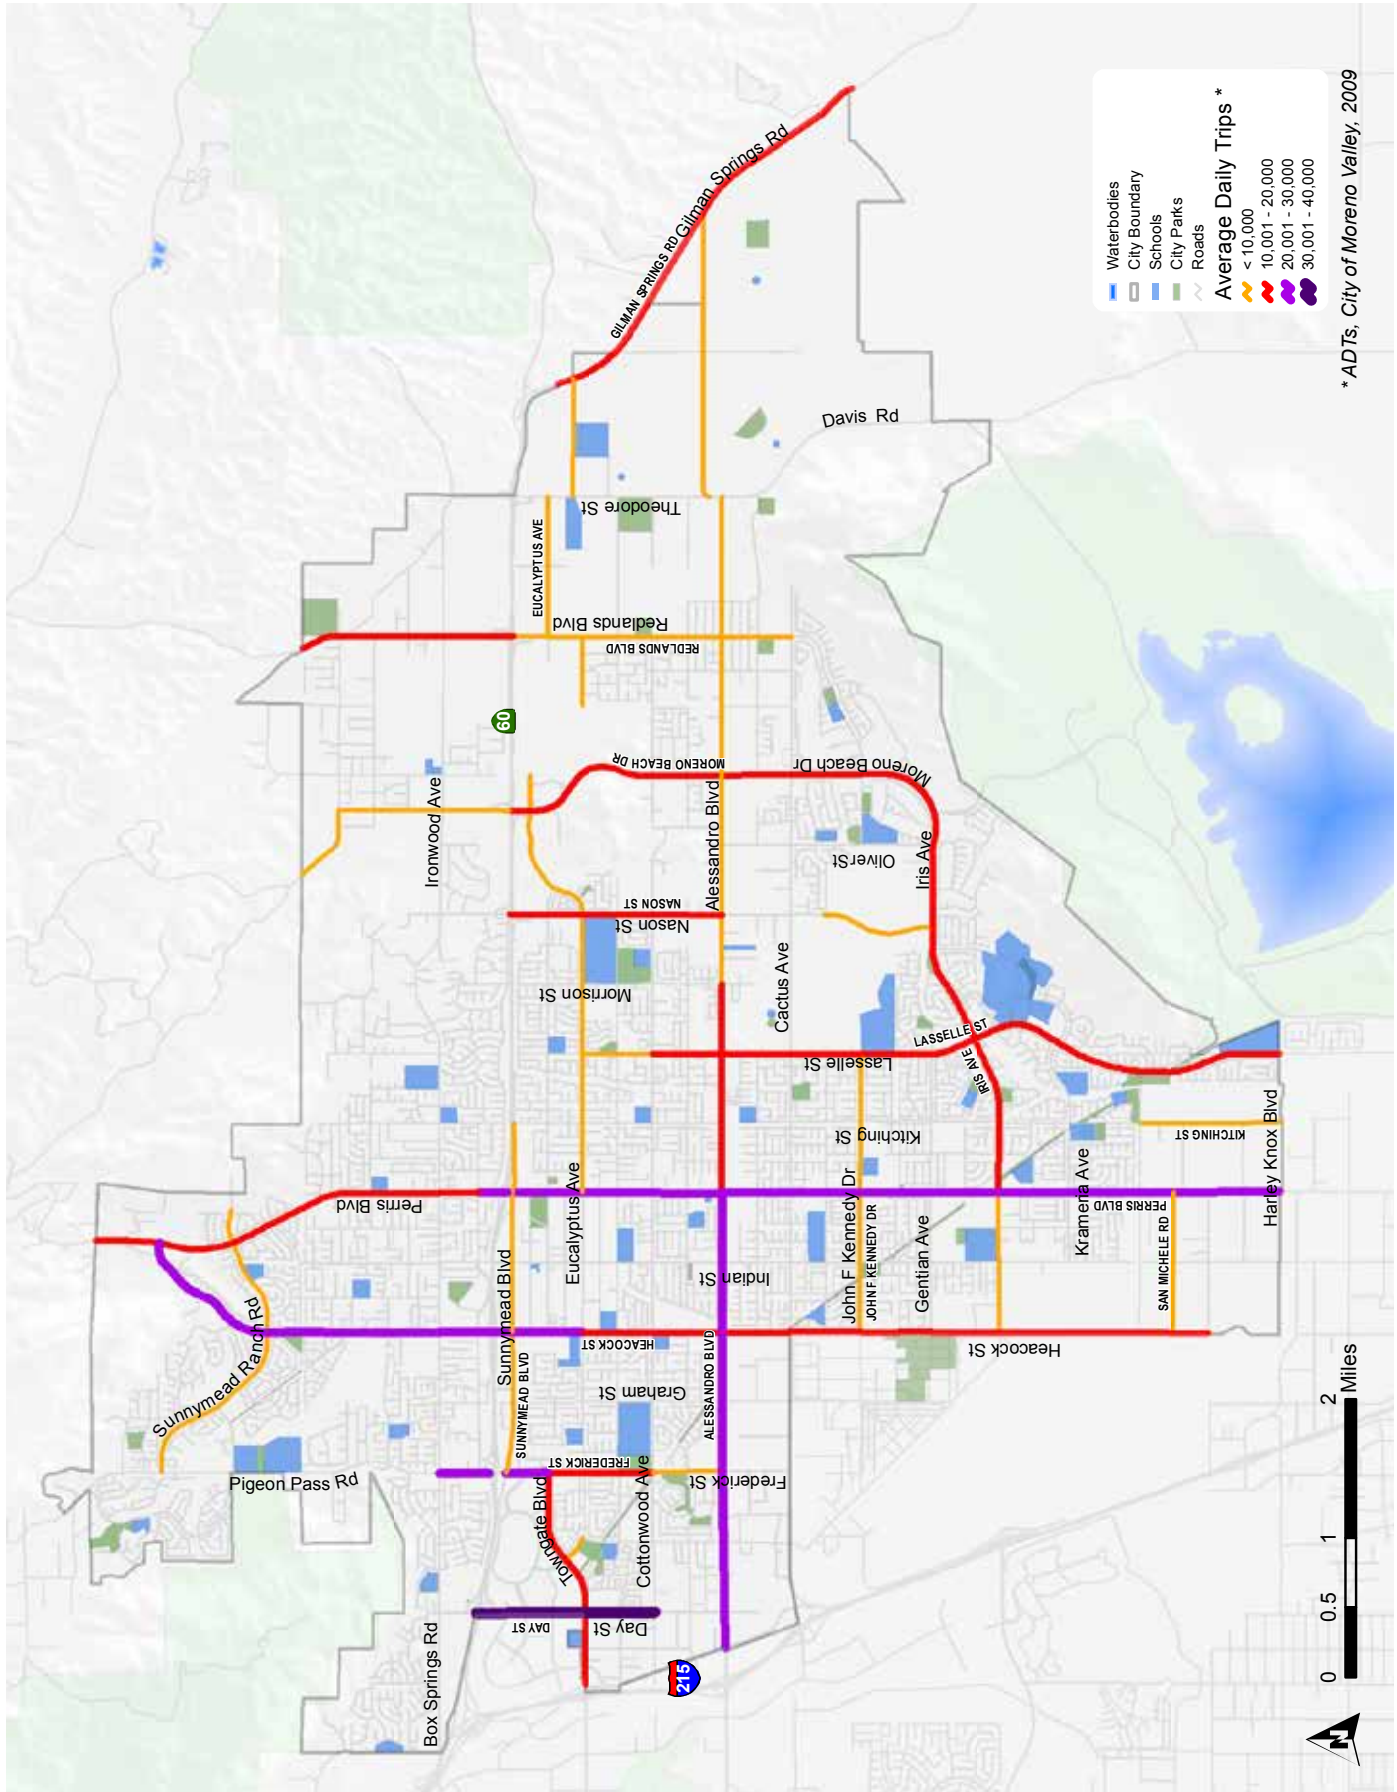 Gilman Springs Rd
GILMAN SPRINGS RD
Davis Rd
Theodore St
EUCALYPTUS AVE
Redlands Blvd
REDLANDS BLVD
60
MORENO BEACH DR
Moreno Beach Dr
Ironwood Ave
Alessandro Blvd
Oliver St
Iris Ave
NASON ST
Nason St
Morrison St
Cactus Ave
LASSELLE ST
Lasselle St
IRIS AVE
Kitching St
KITCHING ST
Harley Knox Blvd
Perris Blvd
Eucalyptus Ave
John F Kennedy Dr
JOHN F KENNEDY DR
Gentian Ave
Krameria Ave
PERRIS BLVD
SAN MICHELE RD
Indian St
Sunnymead Blvd
SUNNYMEAD BLVD
Sunnymead Ranch Rd
HEACOCK ST
Heacock St
Graham St
ALESSANDRO BLVD
Pigeon Pass Rd
FREDERICK ST
Frederick St
Towngate Blvd
Cottonwood Ave
DAY ST
Day St
Box Springs Rd
215
Waterbodies
City Boundary
Schools
City Parks
Roads
Average Daily Trips *
< 10,000
10,001 - 20,000
20,001 - 30,000
30,001 - 40,000
* ADTs, City of Moreno Valley, 2009
0 0.5 1 2
Miles
N